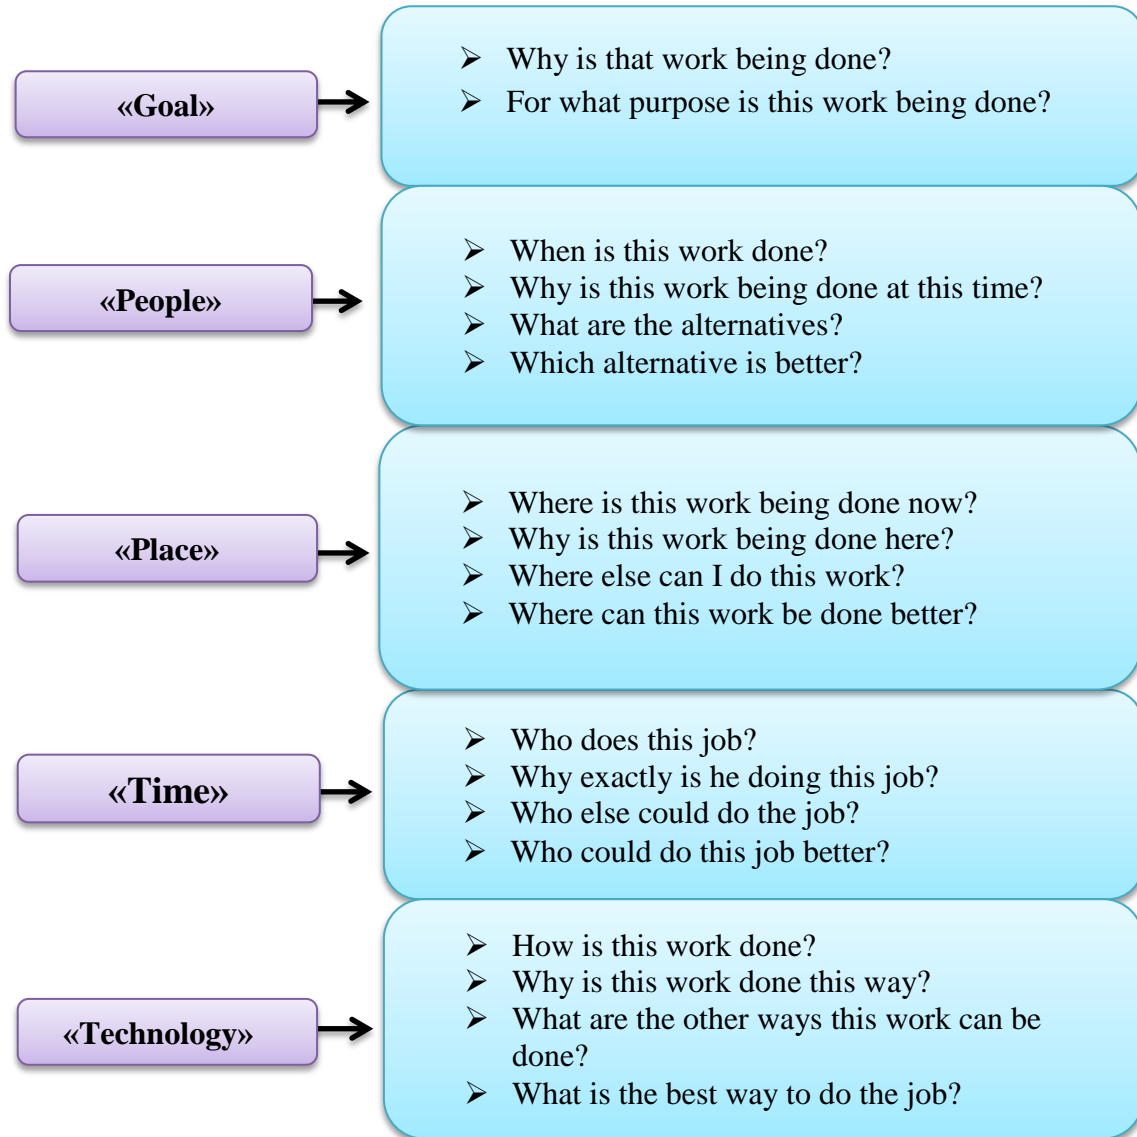 «Goal»
➢ Why is that work being done?
➢ For what purpose is this work being done?
«People»
➢ When is this work done?
➢ Why is this work being done at this time?
➢ What are the alternatives?
➢ Which alternative is better?
«Place»
➢ Where is this work being done now?
➢ Why is this work being done here?
➢ Where else can I do this work?
➢ Where can this work be done better?
«Time»
➢ Who does this job?
➢ Why exactly is he doing this job?
➢ Who else could do the job?
➢ Who could do this job better?
«Technology»
➢ How is this work done?
➢ Why is this work done this way?
➢ What are the other ways this work can be
done?
➢ What is the best way to do the job?